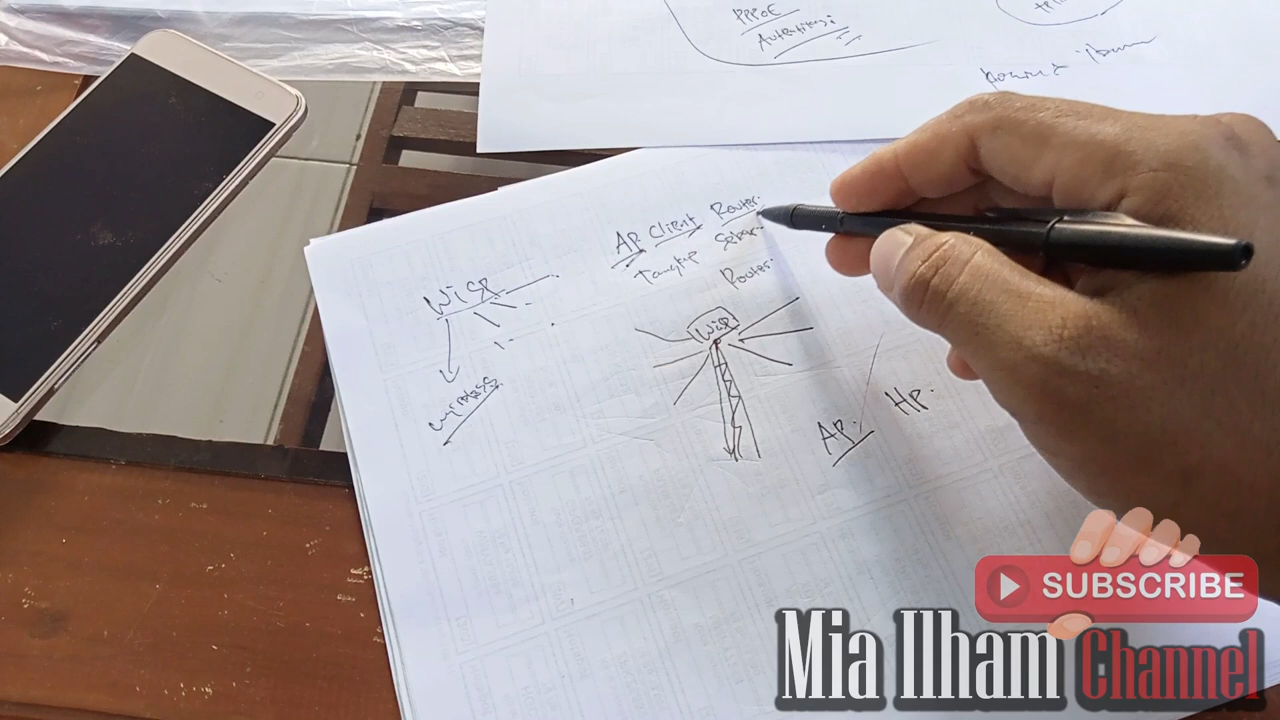 PPPoE
Autentikasi
WiSP
wireless
AP Client Router
Tangkap Sebar
Router
WiSP
AP / HP.
SUBSCRIBE
Mia Ilham Channel